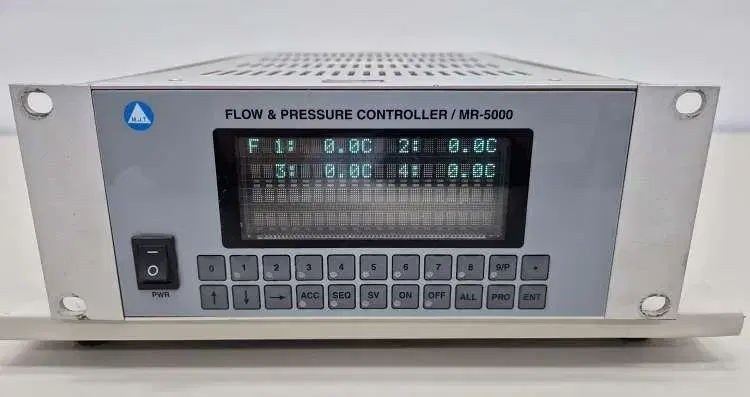 M.J.T
FLOW & PRESSURE CONTROLLER / MR-5000
F 1: 0.0C 2: 0.0C
3: 0.0C 4: 0.0C
PWR
0 1 2 3 4 5 6 7 8 9/P •
↑ ↓ → ACC SEQ SV ON OFF ALL PRO ENT